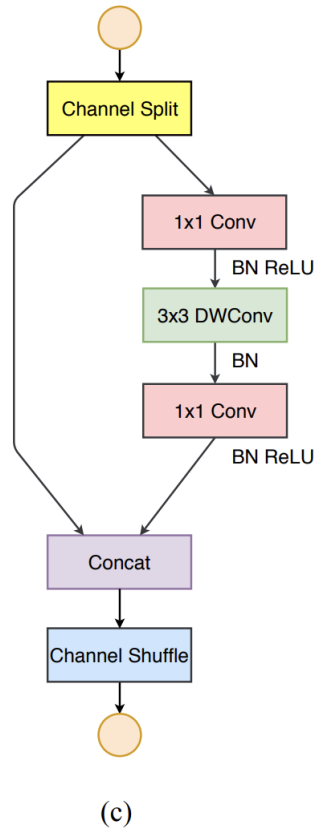 Channel Split
1x1 Conv
BN ReLU
3x3 DWConv
BN
1x1 Conv
BN ReLU
Concat
Channel Shuffle
(c)